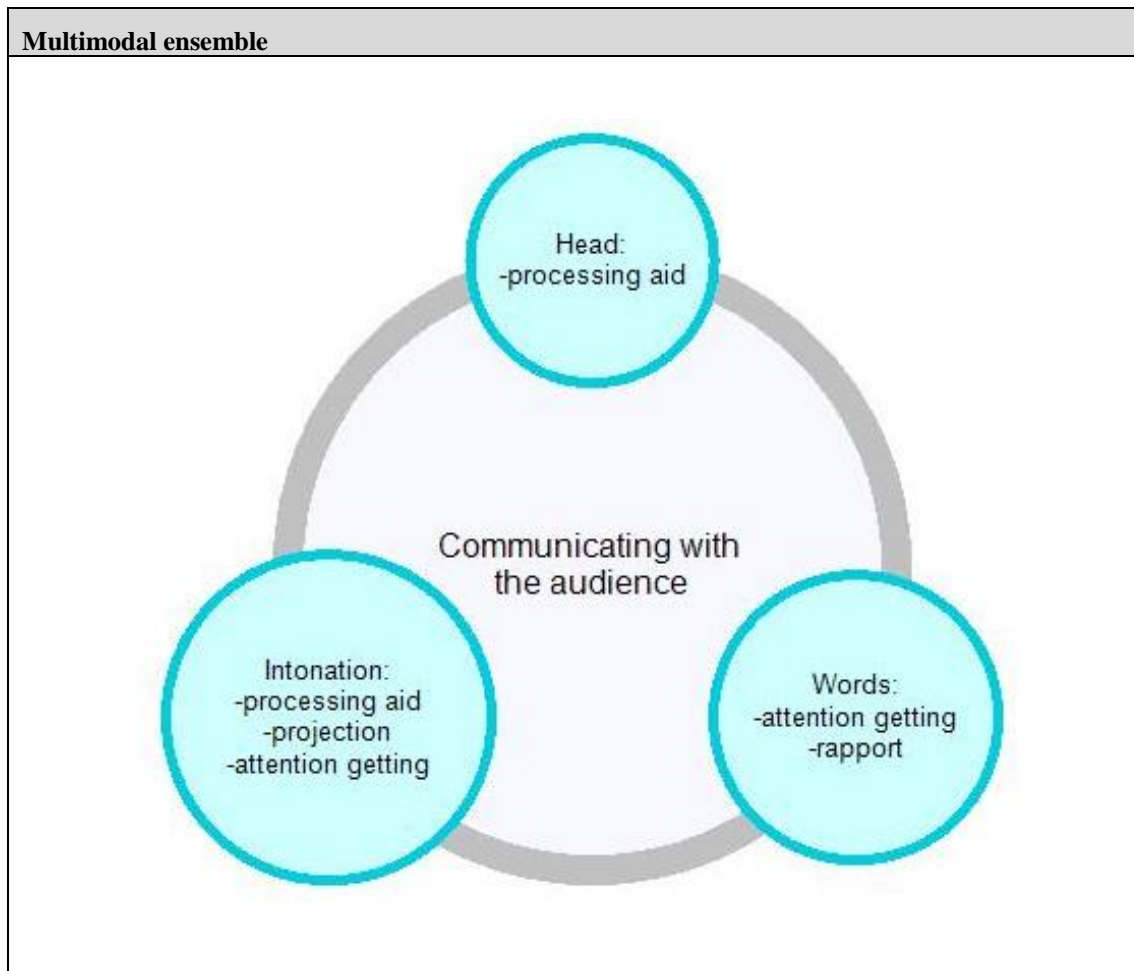 Multimodal ensemble
Head:
-processing aid
Communicating with
the audience
Intonation:
-processing aid
-projection
-attention getting
Words:
-attention getting
-rapport